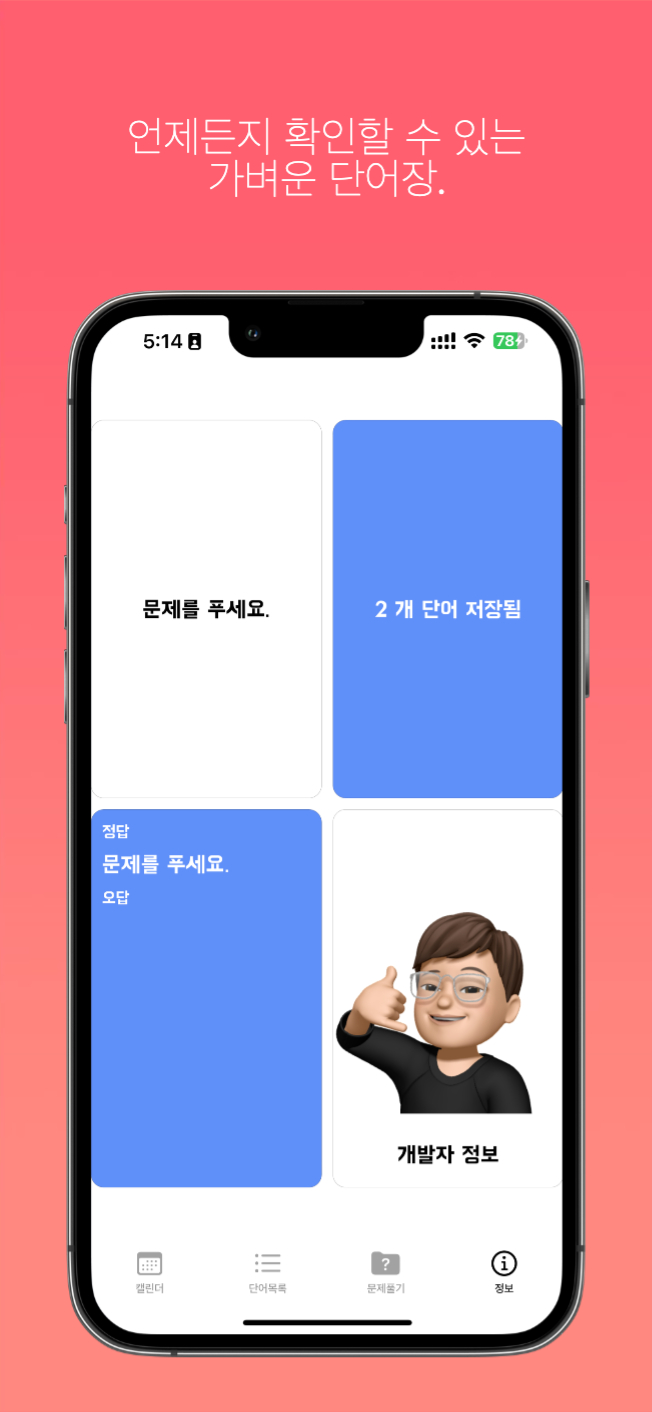 언제든지 확인할 수 있는
가벼운 단어장.
5:14
78
문제를 푸세요.
2 개 단어 저장됨
정답
문제를 푸세요.
오답
개발자 정보
캘린더
단어목록
문제풀기
정보